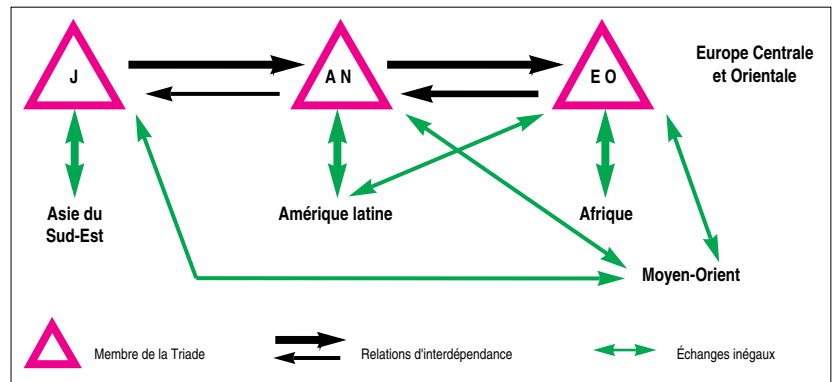 J
A N
E O
Europe Centrale
et Orientale
Asie du
Sud-Est
Amérique latine
Afrique
Moyen-Orient
Membre de la Triade
Relations d'interdépendance
Échanges inégaux